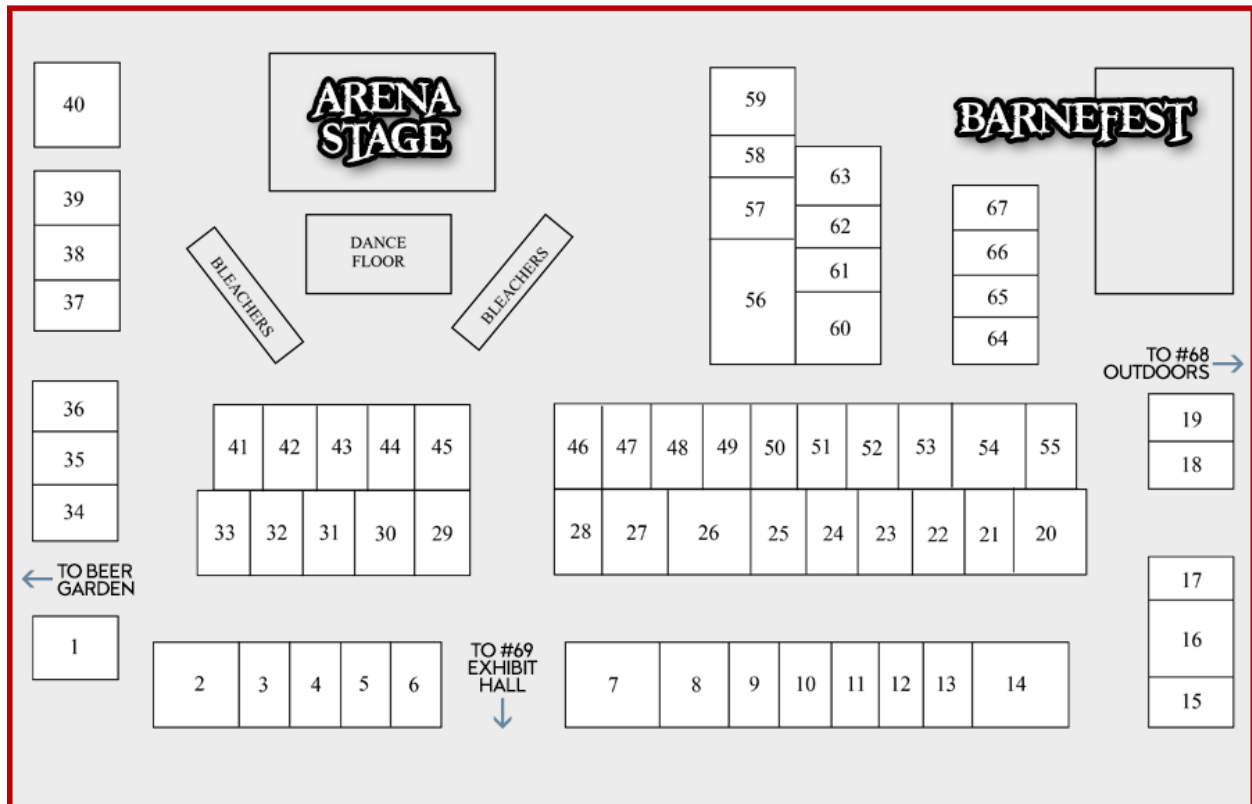 40
ARENA
STAGE
59
BARNEFEST
58
63
39
57
67
62
DANCE
FLOOR
38
66
BLEACHERS
BLEACHERS
61
37
56
65
60
64
TO #68
OUTDOORS
36
19
41 42 43 44 45
46 47 48 49 50 51 52 53 54 55
35
18
34
33 32 31 30 29
28 27 26 25 24 23 22 21 20
TO BEER
GARDEN
17
1
16
TO #69
EXHIBIT
HALL
2 3 4 5 6
7 8 9 10 11 12 13 14
15